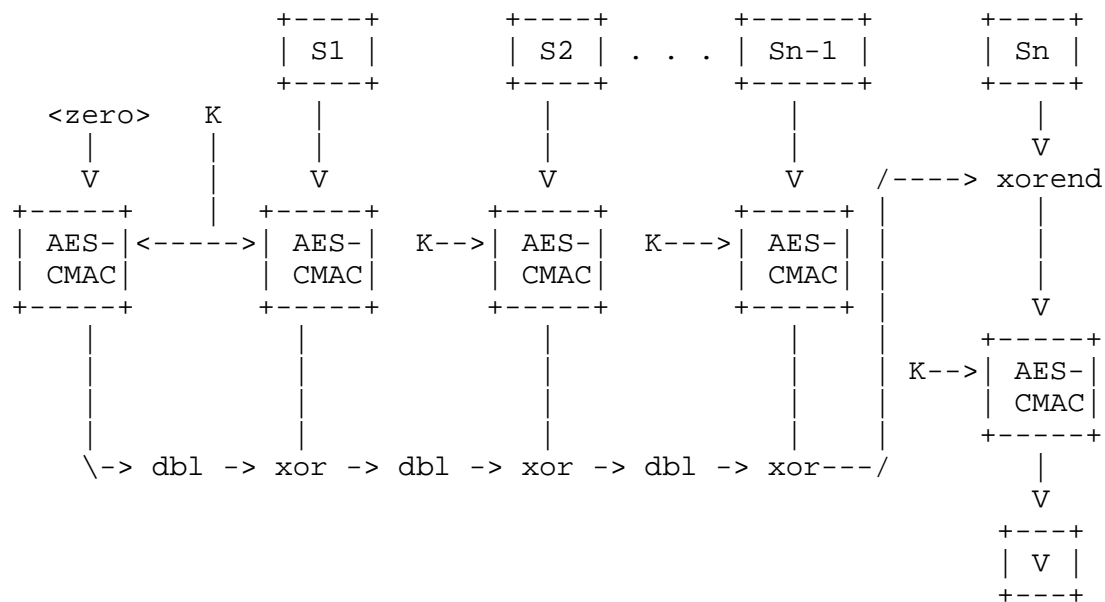 S1 S2 . . . Sn-1 Sn
<zero> K
V
V V V V /----> xorend
AES- <-----> AES- K--> AES- K---> AES-
CMAC CMAC CMAC CMAC
V
K--> AES-
CMAC
\-> dbl -> xor -> dbl -> xor -> dbl -> xor---/
V
V